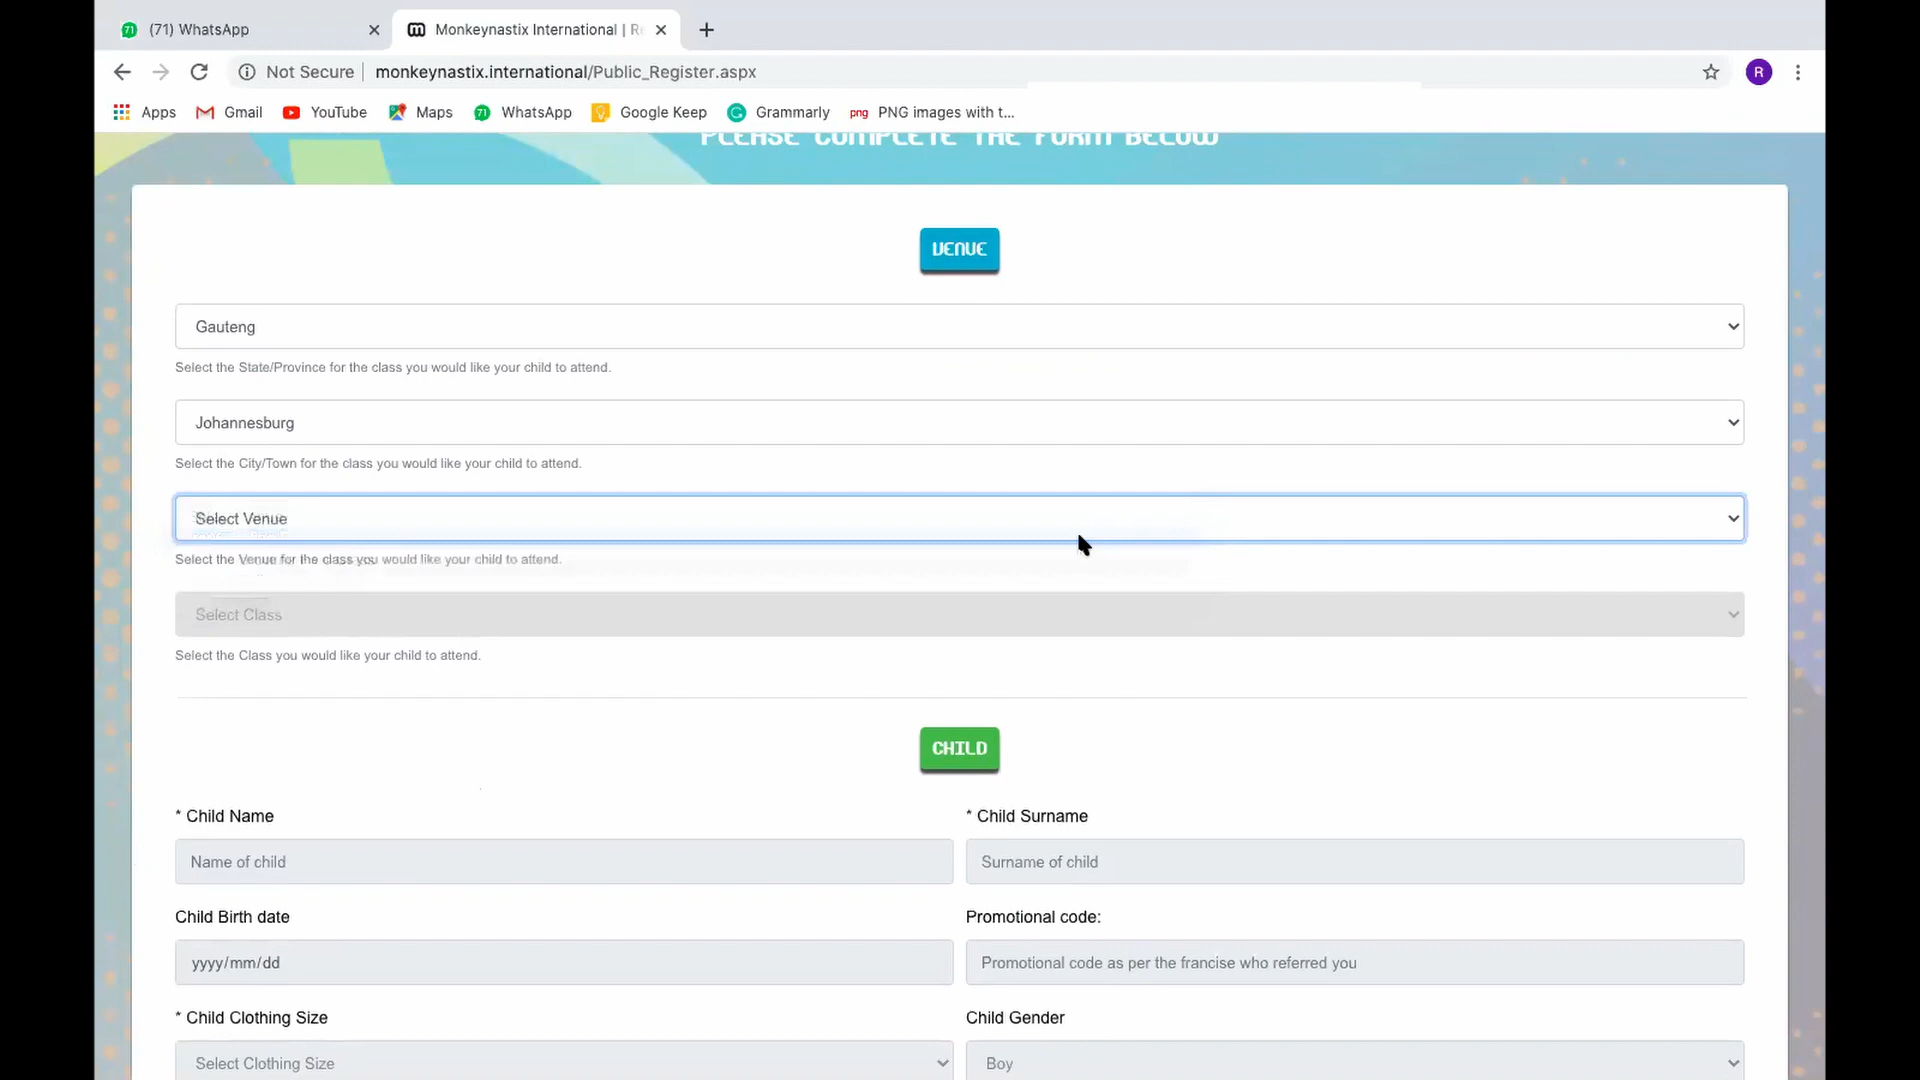 (71) WhatsApp
Monkeynastix International | Re
Not Secure
monkeynastix.international/Public_Register.aspx
R
Apps
Gmail
YouTube
Maps
WhatsApp
Google Keep
Grammarly
png PNG images with t...
PLEASE COMPLETE THE FORM BELOW
VENUE
Gauteng
Select the State/Province for the class you would like your child to attend.
Johannesburg
Select the City/Town for the class you would like your child to attend.
Select Venue
Select the Venue for the class you would like your child to attend.
Select Class
Select the Class you would like your child to attend.
CHILD
* Child Name
* Child Surname
Name of child
Surname of child
Child Birth date
Promotional code:
yyyy/mm/dd
Promotional code as per the francise who referred you
* Child Clothing Size
Child Gender
Select Clothing Size
Boy